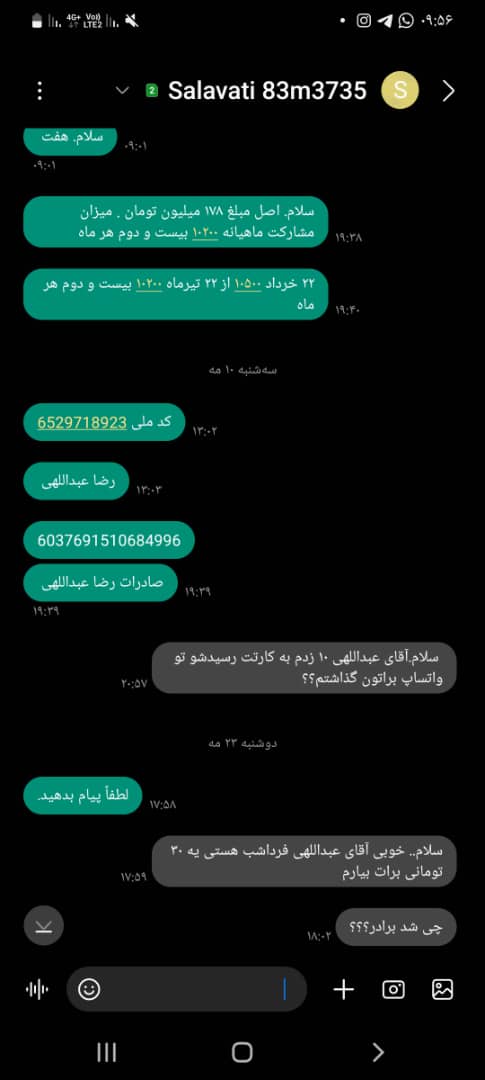 4G+ Vo) LTE2
۰۹:۵۶
2 Salavati 83m3735 S
سلام. هفت
۰۹:۰۱
۰۹:۰۱
سلام. اصل مبلغ ۱۷۸ میلیون تومان . میزان
مشارکت ماهیانه ۱۰۲۰۰ بیست و دوم هر ماه
۱۹:۳۸
۲۲ خرداد ۱۰۵۰۰ از ۲۲ تیرماه ۱۰۲۰۰ بیست و دوم هر
ماه
۱۹:۴۰
سه‌شنبه ۱۰ مه
کد ملی 6529718923
۱۳:۰۲
رضا عبداللهی
۱۳:۰۳
6037691510684996
صادرات رضا عبداللهی
۱۹:۳۹
۱۹:۳۹
سلام.آقای عبداللهی ۱۰ زدم به کارتت رسیدشو تو
واتساپ براتون گذاشتم؟؟
۲۰:۵۷
دوشنبه ۲۳ مه
لطفاً پیام بدهید.
۱۷:۵۸
سلام.. خوبی آقای عبداللهی فرداشب هستی یه ۳۰
تومانی برات بیارم
۱۷:۵۹
چی شد برادر؟؟؟
۱۸:۰۲